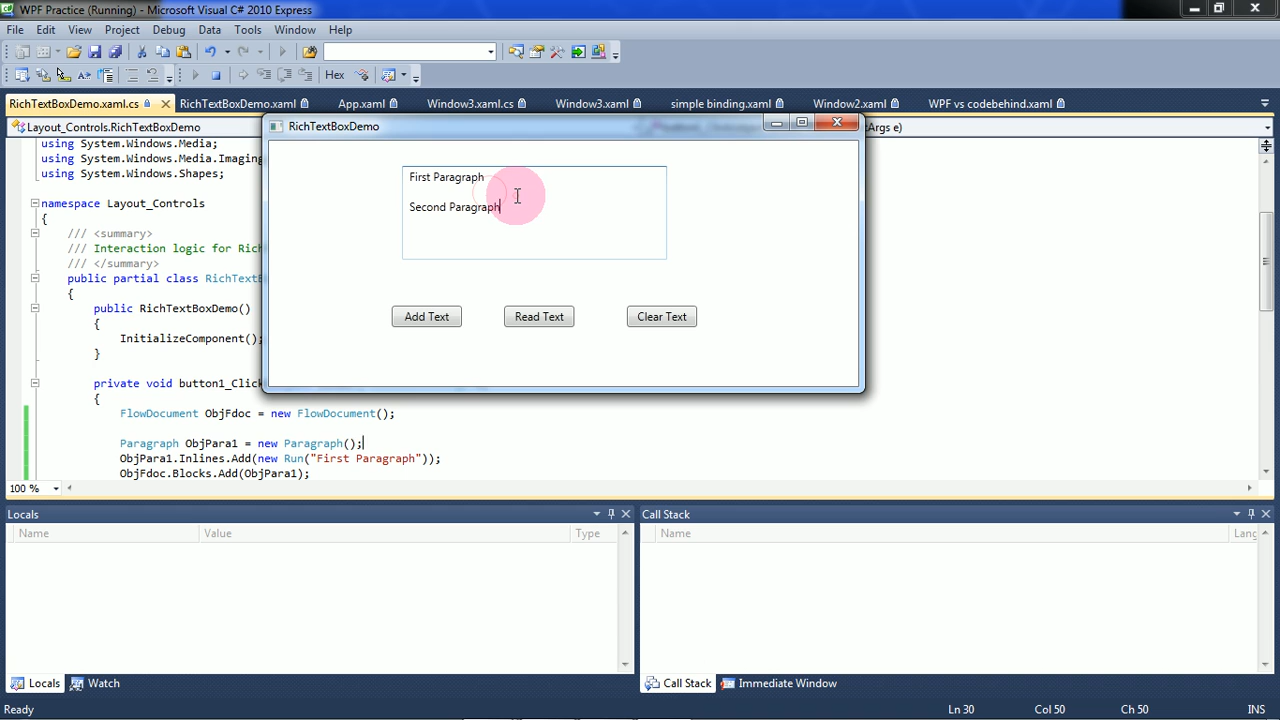 WPF Practice (Running) - Microsoft Visual C# 2010 Express
File Edit View Project Debug Data Tools Window Help
Hex
RichTextBoxDemo.xaml.cs RichTextBoxDemo.xaml App.xaml Window3.xaml.cs Window3.xaml simple binding.xaml Window2.xaml WPF vs codebehind.xaml
Layout_Controls.RichTextBoxDemo Args e)
RichTextBoxDemo
First Paragraph
Second Paragraph
Add Text Read Text Clear Text
using System.Windows.Media;
using System.Windows.Media.Imaging
using System.Windows.Shapes;
namespace Layout_Controls
{
/// <summary>
/// Interaction logic for Rich
/// </summary>
public partial class RichTextB
{
public RichTextBoxDemo()
{
InitializeComponent();
}
private void button1_Clic
{
FlowDocument ObjFdoc = new FlowDocument();
Paragraph ObjPara1 = new Paragraph();
ObjPara1.Inlines.Add(new Run("First Paragraph"));
ObjFdoc.Blocks.Add(ObjPara1);
100 %
Locals
Name Value Type
Call Stack
Name Lang
Locals Watch
Call Stack Immediate Window
Ready Ln 30 Col 50 Ch 50 INS